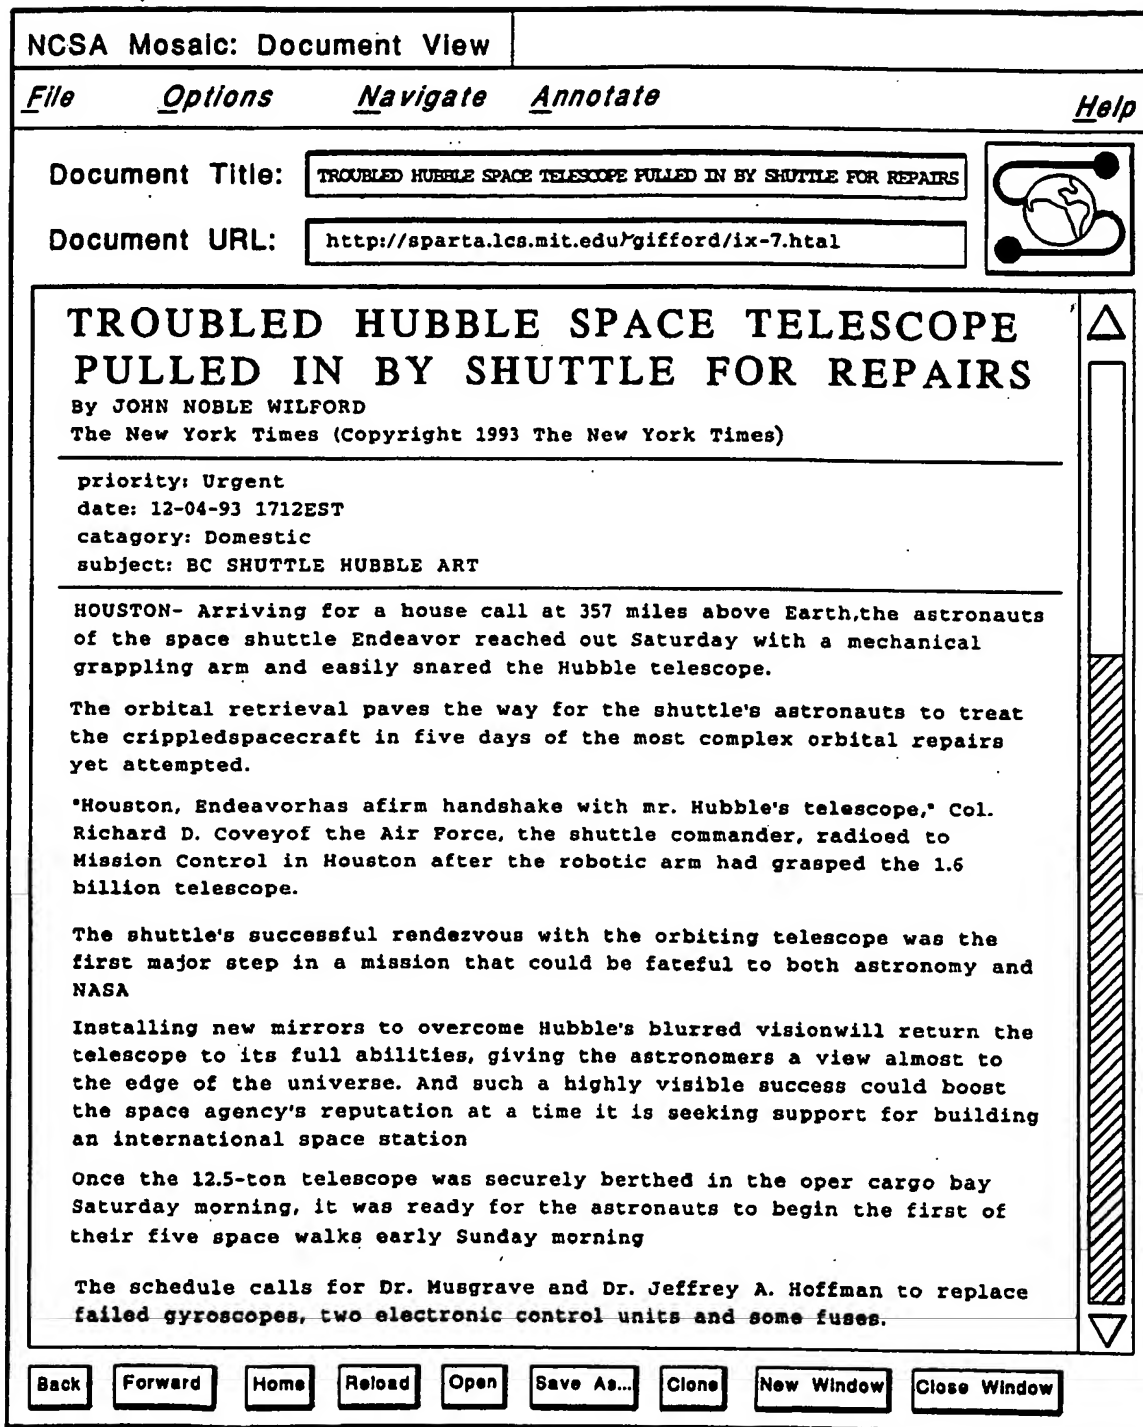 NCSA Mosaic: Document View
File Options Navigate Annotate Help
Document Title: TROUBLED HUBBLE SPACE TELESCOPE PULLED IN BY SHUTTLE FOR REPAIRS
Document URL: http://sparta.lcs.mit.edu/~gifford/ix-7.htal
TROUBLED HUBBLE SPACE TELESCOPE
PULLED IN BY SHUTTLE FOR REPAIRS
By JOHN NOBLE WILFORD
The New York Times (Copyright 1993 The New York Times)
priority: Urgent
date: 12-04-93 1712EST
catagory: Domestic
subject: BC SHUTTLE HUBBLE ART
HOUSTON- Arriving for a house call at 357 miles above Earth,the astronauts
of the space shuttle Endeavor reached out Saturday with a mechanical
grappling arm and easily snared the Hubble telescope.
The orbital retrieval paves the way for the shuttle's astronauts to treat
the crippledspacecraft in five days of the most complex orbital repairs
yet attempted.
"Houston, Endeavorhas afirm handshake with mr. Hubble's telescope," Col.
Richard D. Coveyof the Air Force, the shuttle commander, radioed to
Mission Control in Houston after the robotic arm had grasped the 1.6
billion telescope.
The shuttle's successful rendezvous with the orbiting telescope was the
first major step in a mission that could be fateful to both astronomy and
NASA
Installing new mirrors to overcome Hubble's blurred visionwill return the
telescope to its full abilities, giving the astronomers a view almost to
the edge of the universe. And such a highly visible success could boost
the space agency's reputation at a time it is seeking support for building
an international space station
Once the 12.5-ton telescope was securely berthed in the oper cargo bay
Saturday morning, it was ready for the astronauts to begin the first of
their five space walks early Sunday morning
The schedule calls for Dr. Musgrave and Dr. Jeffrey A. Hoffman to replace
failed gyroscopes, two electronic control units and some fuses.
Back Forward Home Reload Open Save As... Clone New Window Close Window